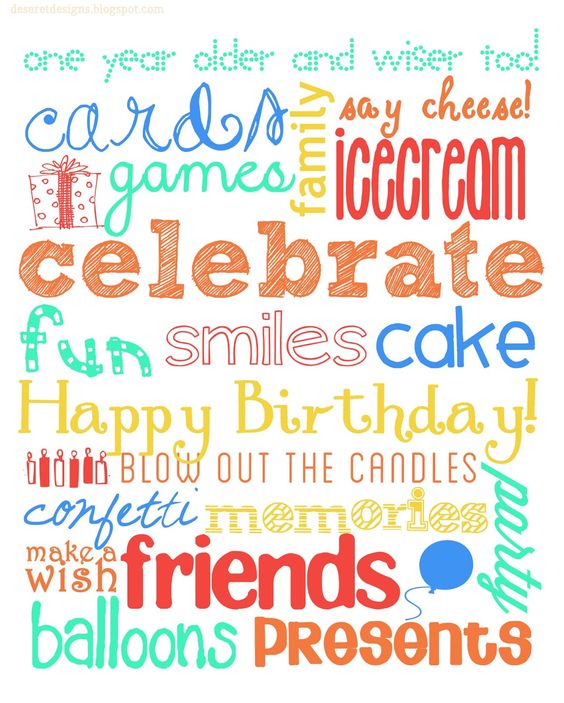 deseretdesigns.blogspot.com
one year older and wiser too!
cards
family
say cheese!
games
icecream
celebrate
fun smiles cake
Happy Birthday!
BLOW OUT THE CANDLES
confetti memories
party
make a
wish
friends
balloons presents